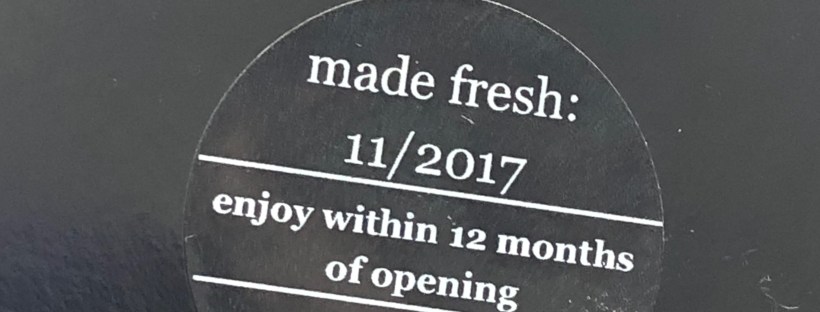 made fresh:
11/2017
enjoy within 12 months
of opening